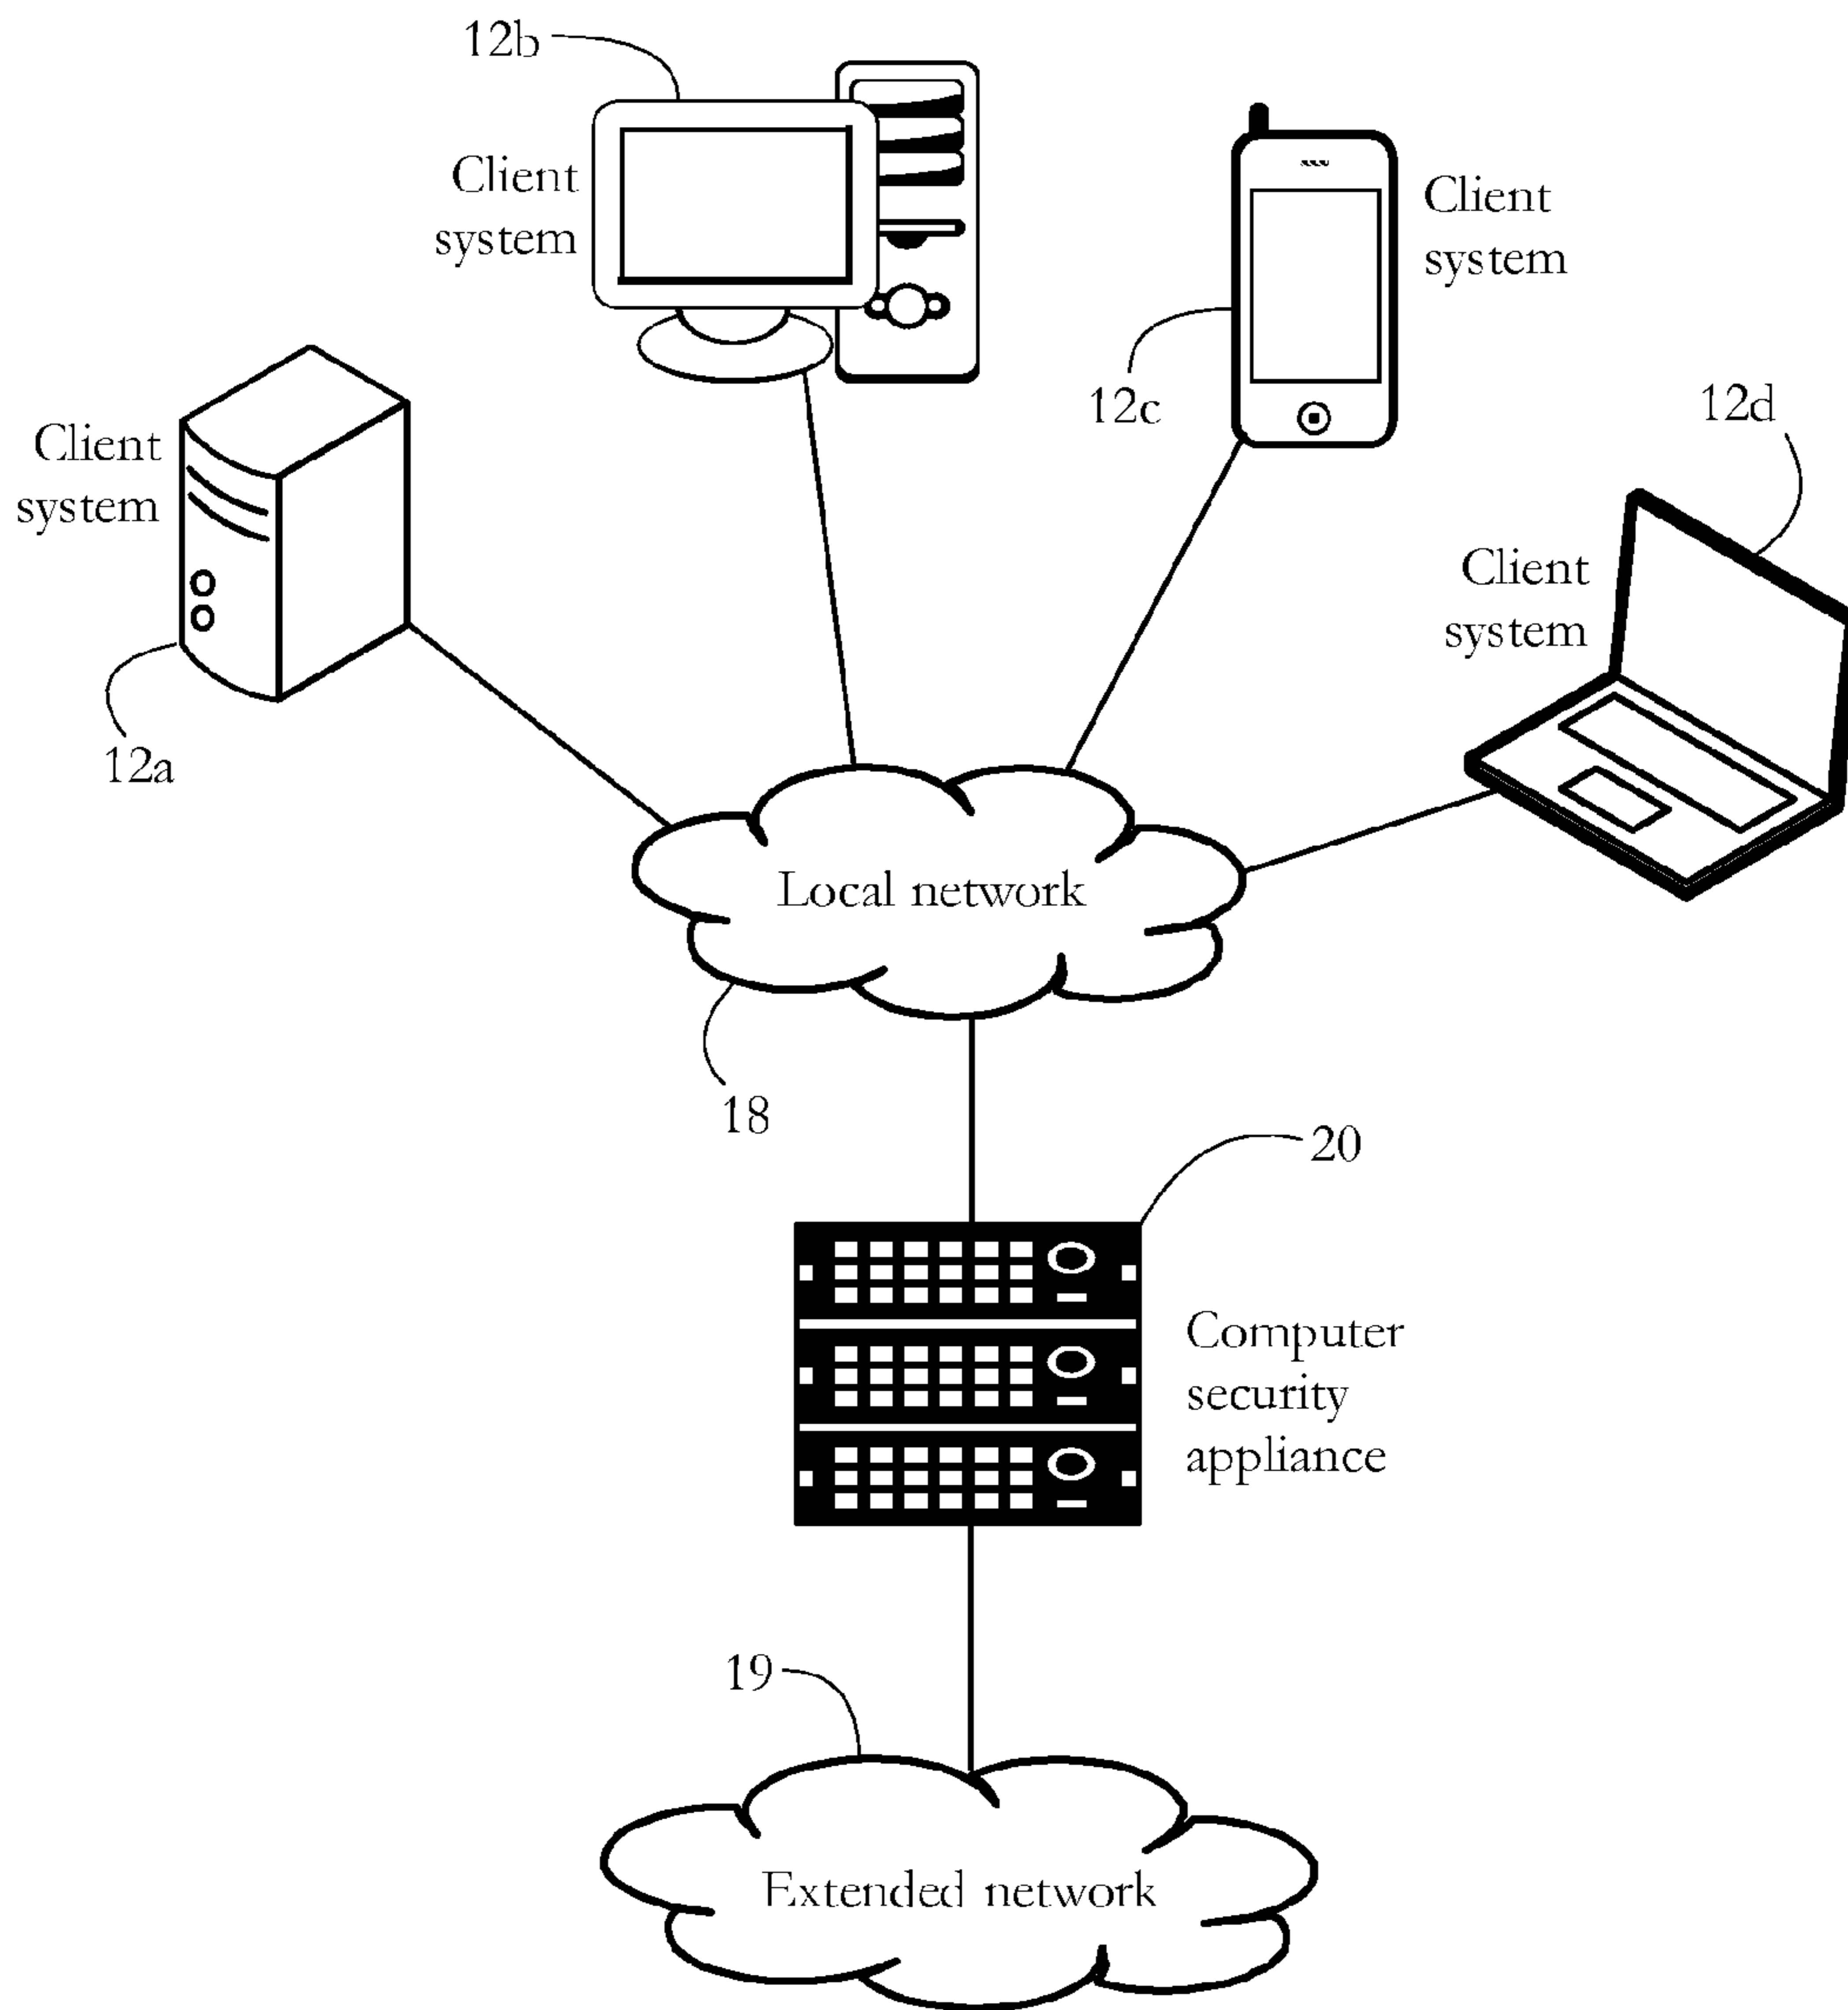 12b
Client
system
Client
system
12c
12d
Client
system
Client
system
12a
Local network
18
20
Computer
security
appliance
19
Extended network